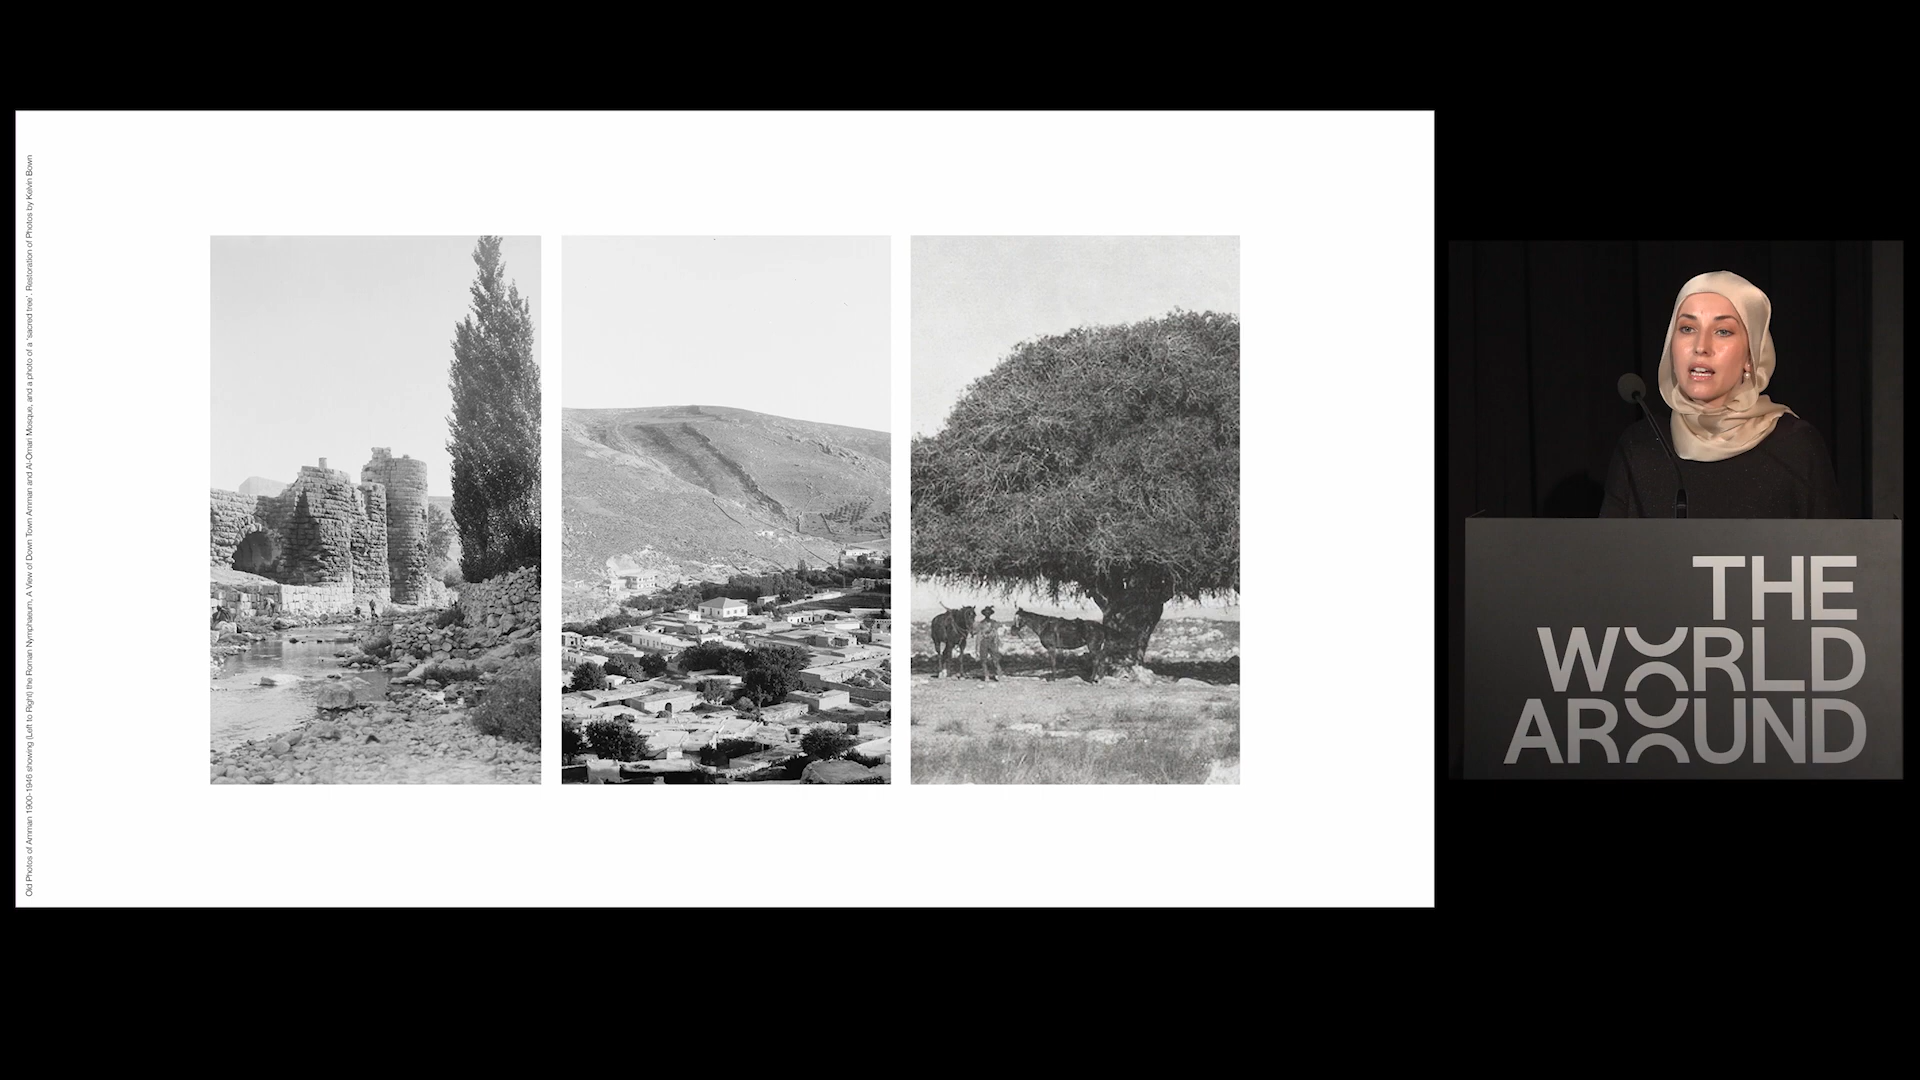 Old Photos of Amman 1900-1946 showing (Left to Right) the Roman Nymphaeum, A View of Down Town Amman and Al-Omari Mosque, and a photo of a 'sacred tree'. Restoration of Photos by Kelvin Bown
THE
WORLD
AROUND